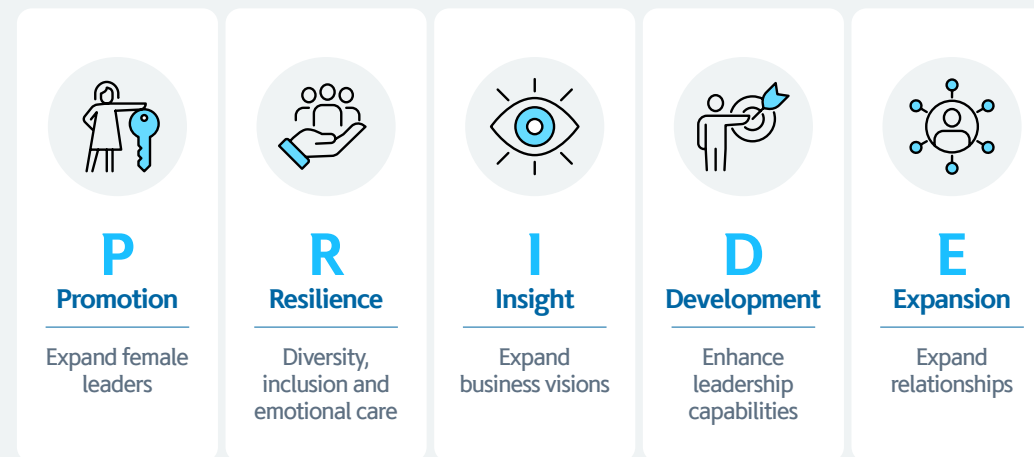 P
Promotion
Expand female
leaders
R
Resilience
Diversity,
inclusion and
emotional care
I
Insight
Expand
business visions
D
Development
Enhance
leadership
capabilities
E
Expansion
Expand
relationships